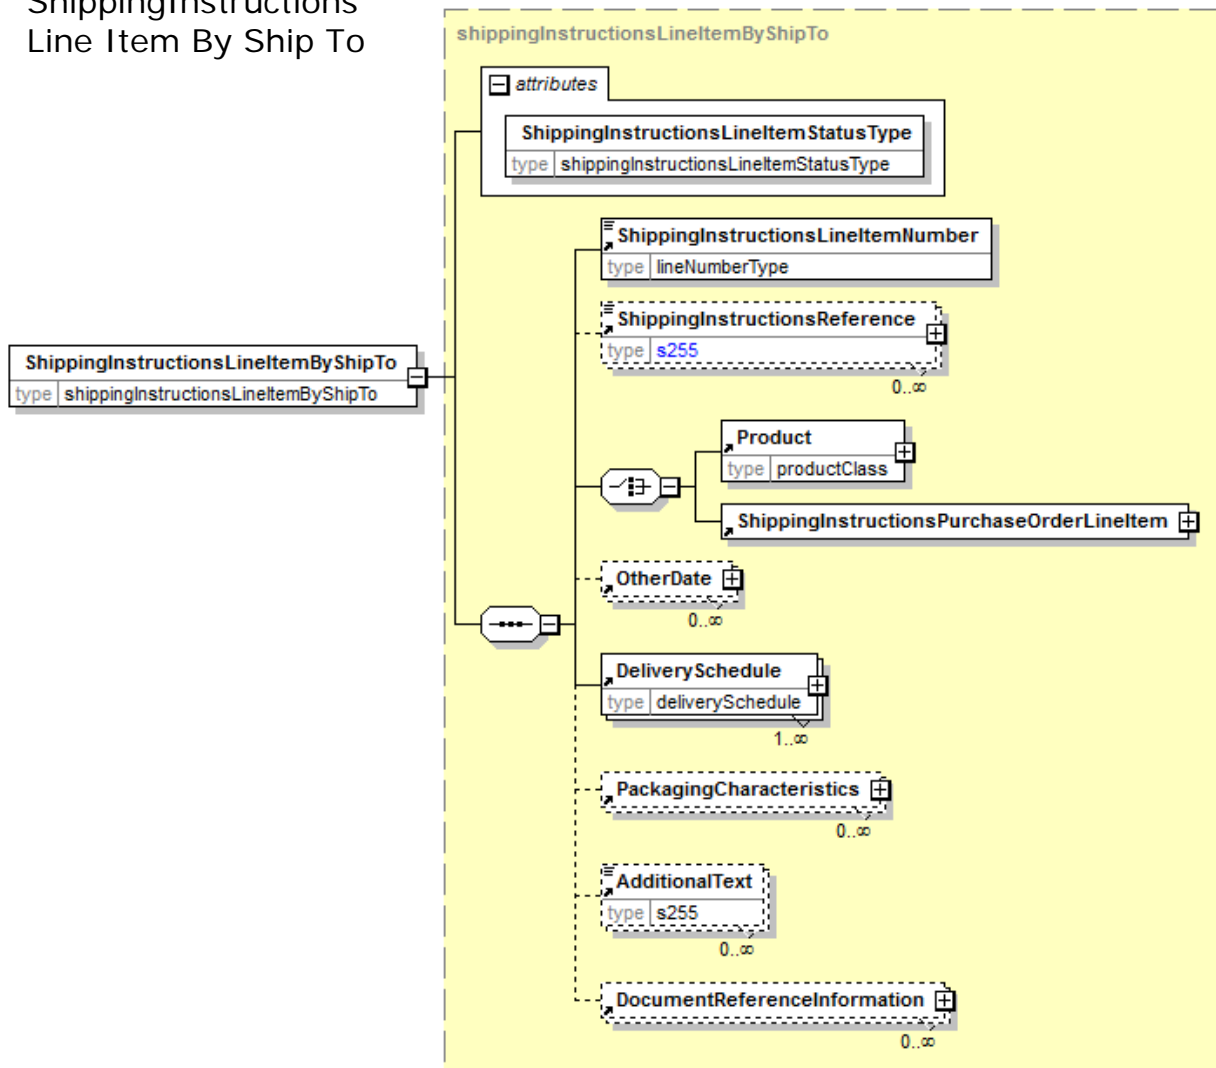 ShippingInstructions
Line Item By Ship To
shippingInstructionsLineItemByShipTo
attributes
ShippingInstructionsLineItemStatusType
type shippingInstructionsLineItemStatusType
ShippingInstructionsLineItemNumber
type lineNumberType
ShippingInstructionsReference
type s255
0..∞
ShippingInstructionsLineItemByShipTo
type shippingInstructionsLineItemByShipTo
Product
type productClass
ShippingInstructionsPurchaseOrderLineItem
OtherDate
0..∞
DeliverySchedule
type deliverySchedule
1..∞
PackagingCharacteristics
0..∞
AdditionalText
type s255
0..∞
DocumentReferenceInformation
0..∞